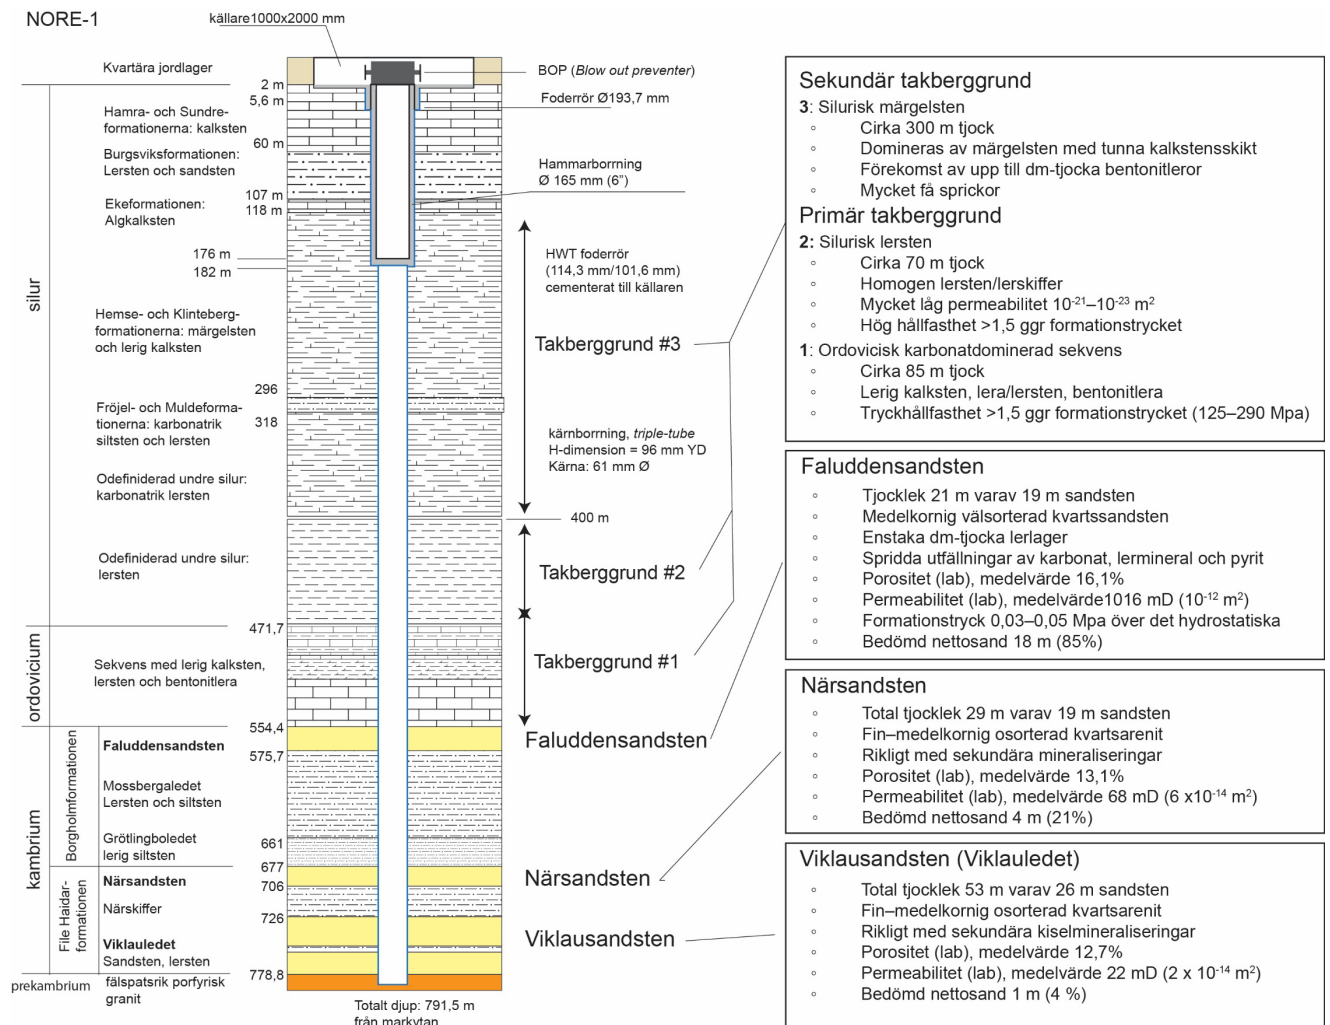 NORE-1
källare1000x2000 mm
Kvartära jordlager
2 m
5,6 m
Hamra- och Sundre-
formationerna: kalksten
60 m
Burgsviksformationen:
Lersten och sandsten
107 m
118 m
Ekeformationen:
Algkalksten
176 m
182 m
Hemse- och Klinteberg-
formationerna: märgelsten
och lerig kalksten
296
Fröjel- och Muldeforma-
tionerna: karbonatrik
siltsten och lersten
318
Odefiniderad undre silur:
karbonatrik lersten
Odefiniderad undre silur:
lersten
471,7
Sekvens med lerig kalksten,
lersten och bentonitlera
554,4
Faluddensandsten
575,7
Mossbergaledet
Lersten och siltsten
Grötlingboledet
lerig siltsten
661
677
Närsandsten
706
Närskiffer
726
Viklauledet
Sandsten, lersten
778,8
prekambrium
fälspatsrik porfyrisk
granit
silur
ordovicium
kambrium
Borgholmformationen
File Haidar-
formationen
BOP (Blow out preventer)
Foderrör Ø193,7 mm
Hammarborrning
Ø 165 mm (6”)
HWT foderrör
(114,3 mm/101,6 mm)
cementerat till källaren
Takberggrund #3
kärnborrning, triple-tube
H-dimension = 96 mm YD
Kärna: 61 mm Ø
400 m
Takberggrund #2
Takberggrund #1
Faluddensandsten
Närsandsten
Viklausandsten
Totalt djup: 791,5 m
från markytan
Sekundär takberggrund
3: Silurisk märgelsten
◦ Cirka 300 m tjock
◦ Domineras av märgelsten med tunna kalkstensskikt
◦ Förekomst av upp till dm-tjocka bentonitleror
◦ Mycket få sprickor
Primär takberggrund
2: Silurisk lersten
◦ Cirka 70 m tjock
◦ Homogen lersten/lerskiffer
◦ Mycket låg permeabilitet 10⁻²¹–10⁻²³ m²
◦ Hög hållfasthet >1,5 ggr formationstrycket
1: Ordovicisk karbonatdominerad sekvens
◦ Cirka 85 m tjock
◦ Lerig kalksten, lera/lersten, bentonitlera
◦ Tryckhållfasthet >1,5 ggr formationstrycket (125–290 Mpa)
Faluddensandsten
◦ Tjocklek 21 m varav 19 m sandsten
◦ Medelkornig välsorterad kvartssandsten
◦ Enstaka dm-tjocka lerlager
◦ Spridda utfällningar av karbonat, lermineral och pyrit
◦ Porositet (lab), medelvärde 16,1%
◦ Permeabilitet (lab), medelvärde1016 mD (10⁻¹² m²)
◦ Formationstryck 0,03–0,05 Mpa över det hydrostatiska
◦ Bedömd nettosand 18 m (85%)
Närsandsten
◦ Total tjocklek 29 m varav 19 m sandsten
◦ Fin–medelkornig osorterad kvartsarenit
◦ Rikligt med sekundära mineraliseringar
◦ Porositet (lab), medelvärde 13,1%
◦ Permeabilitet (lab), medelvärde 68 mD (6 x10⁻¹⁴ m²)
◦ Bedömd nettosand 4 m (21%)
Viklausandsten (Viklauledet)
◦ Total tjocklek 53 m varav 26 m sandsten
◦ Fin–medelkornig osorterad kvartsarenit
◦ Rikligt med sekundära kiselmineraliseringar
◦ Porositet (lab), medelvärde 12,7%
◦ Permeabilitet (lab), medelvärde 22 mD (2 x 10⁻¹⁴ m²)
◦ Bedömd nettosand 1 m (4 %)